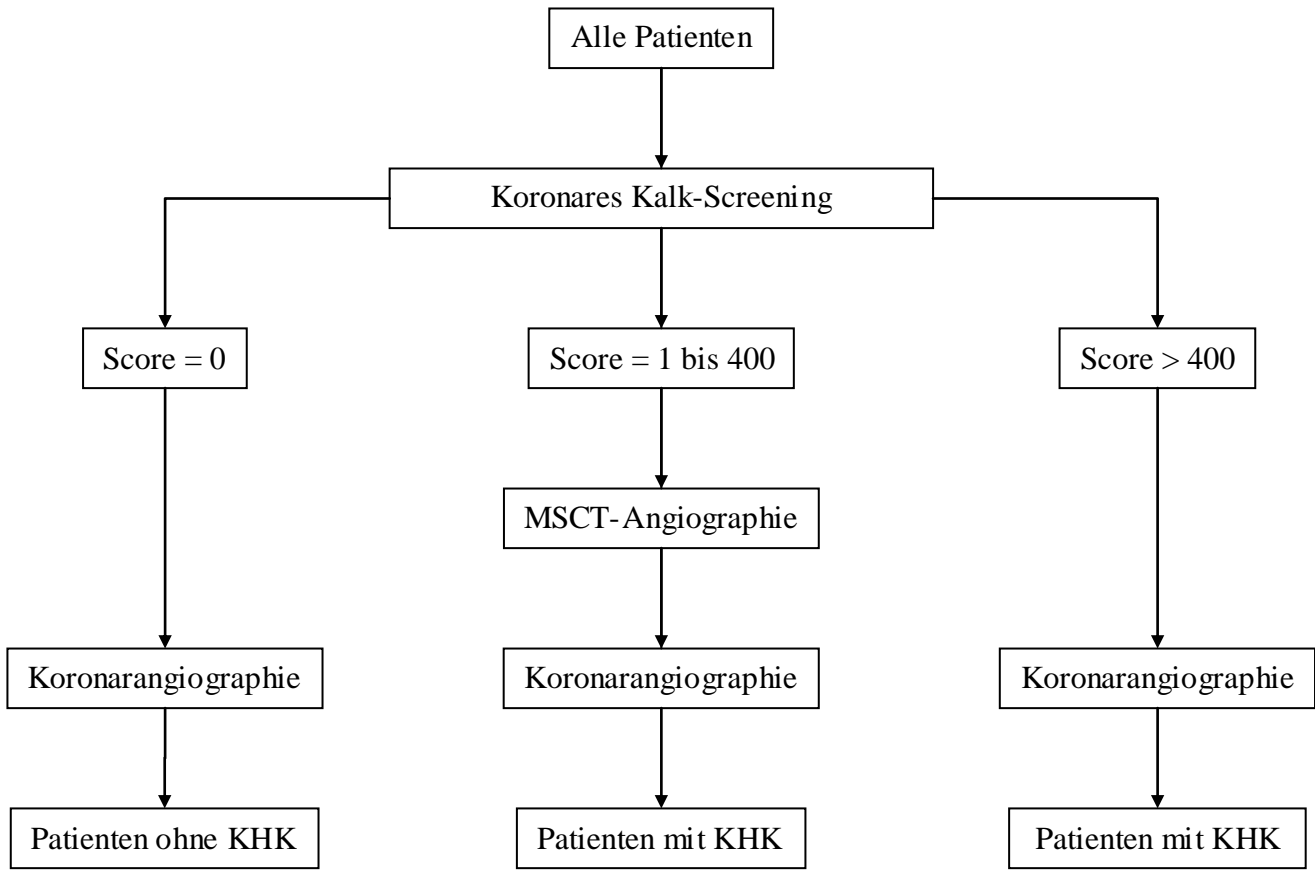 Alle Patienten
Koronares Kalk-Screening
Score = 0
Score = 1 bis 400
Score > 400
MSCT-Angiographie
Koronarangiographie
Koronarangiographie
Koronarangiographie
Patienten ohne KHK
Patienten mit KHK
Patienten mit KHK